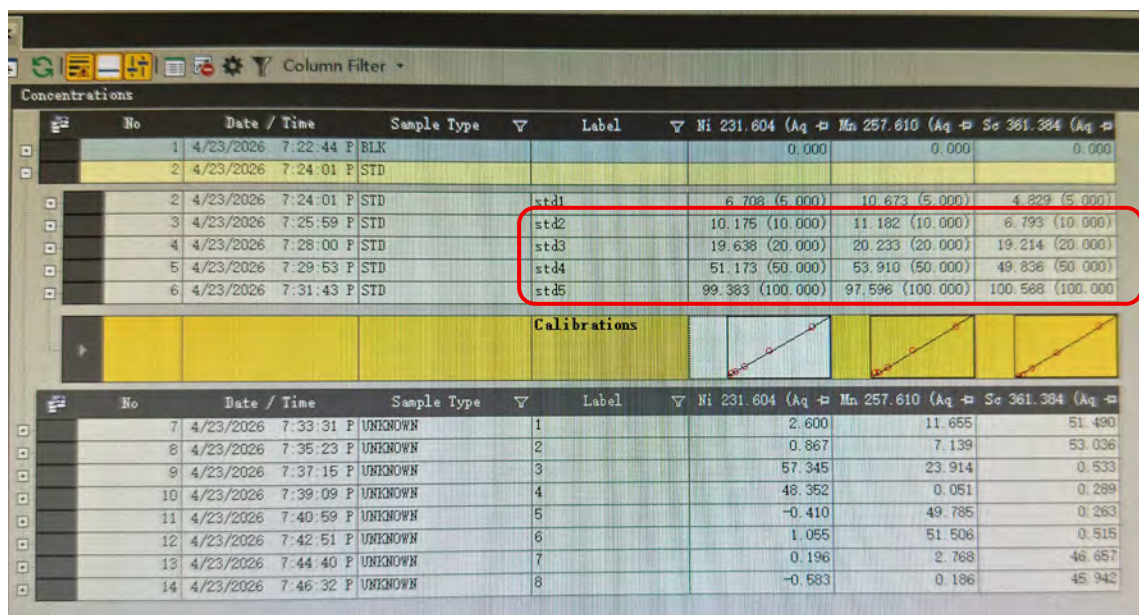 Column Filter
Concentrations
No Date / Time Sample Type Label Ni 231.604 (Aq Mn 257.610 (Aq Sc 361.384 (Aq
1 4/23/2026 7:22:44 P BLK 0.000 0.000 0.000
2 4/23/2026 7:24:01 P STD
2 4/23/2026 7:24:01 P STD std1 6.708 (5.000) 10.673 (5.000) 4.829 (5.000)
3 4/23/2026 7:25:59 P STD std2 10.175 (10.000) 11.182 (10.000) 6.793 (10.000)
4 4/23/2026 7:28:00 P STD std3 19.638 (20.000) 20.233 (20.000) 19.214 (20.000)
5 4/23/2026 7:29:53 P STD std4 51.173 (50.000) 53.910 (50.000) 49.836 (50.000)
6 4/23/2026 7:31:43 P STD std5 99.383 (100.000) 97.596 (100.000) 100.568 (100.000
Calibrations
No Date / Time Sample Type Label Ni 231.604 (Aq Mn 257.610 (Aq Sc 361.384 (Aq
7 4/23/2026 7:33:31 P UNKNOWN 1 2.600 11.655 51.490
8 4/23/2026 7:35:23 P UNKNOWN 2 0.867 7.139 53.036
9 4/23/2026 7:37:15 P UNKNOWN 3 57.345 23.914 0.533
10 4/23/2026 7:39:09 P UNKNOWN 4 48.352 0.051 0.289
11 4/23/2026 7:40:59 P UNKNOWN 5 -0.410 49.785 0.263
12 4/23/2026 7:42:51 P UNKNOWN 6 1.055 51.506 0.515
13 4/23/2026 7:44:40 P UNKNOWN 7 0.196 2.768 46.657
14 4/23/2026 7:46:32 P UNKNOWN 8 -0.583 0.186 45.942